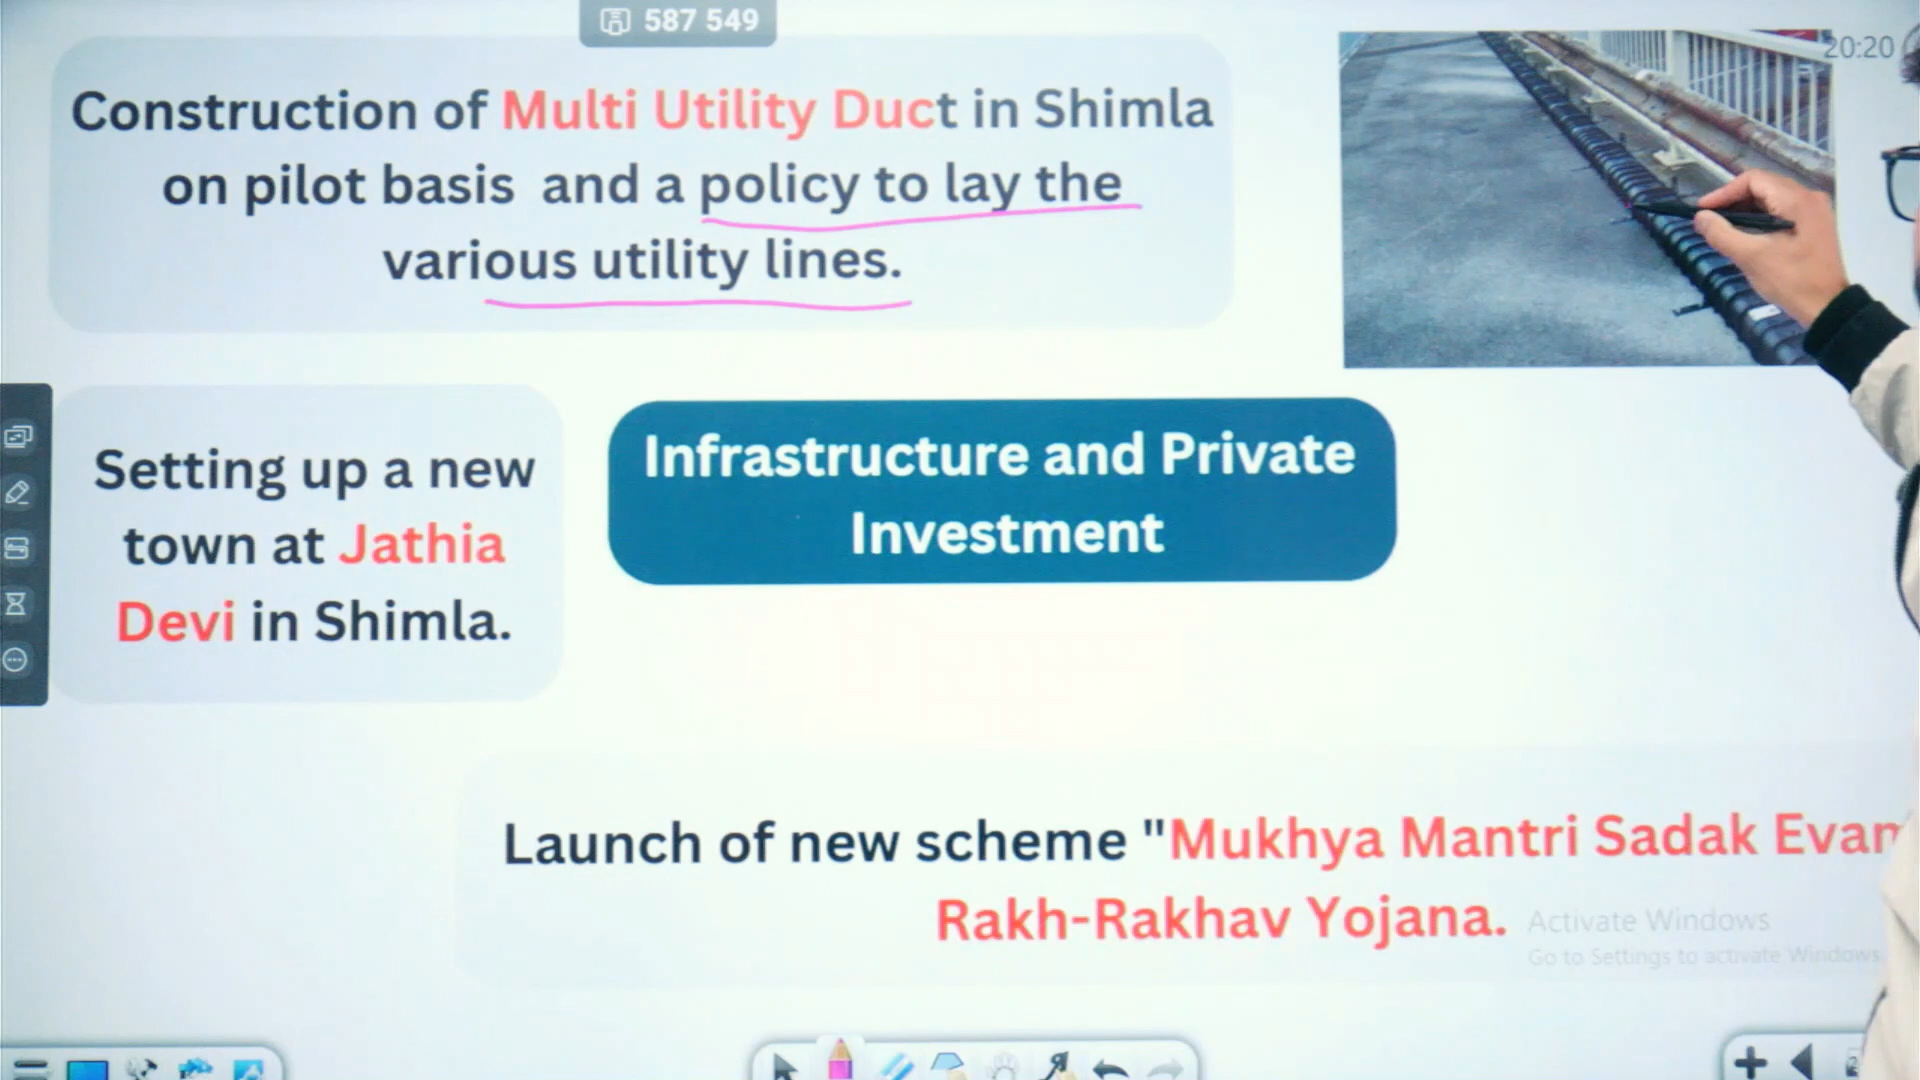 587 549
20:20
Construction of Multi Utility Duct in Shimla
on pilot basis and a policy to lay the
various utility lines.
Infrastructure and Private
Investment
Setting up a new
town at Jathia
Devi in Shimla.
Launch of new scheme "Mukhya Mantri Sadak Evam
Rakh-Rakhav Yojana.
Activate Windows
Go to Settings to activate Windows